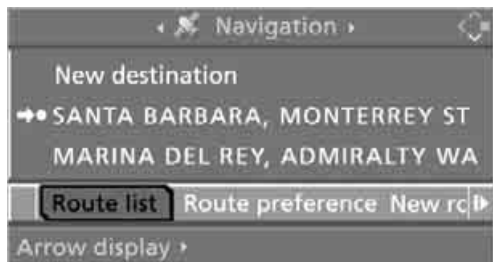 Navigation
New destination
SANTA BARBARA, MONTERREY ST
MARINA DEL REY, ADMIRALTY WA
Route list Route preference New rc
Arrow display